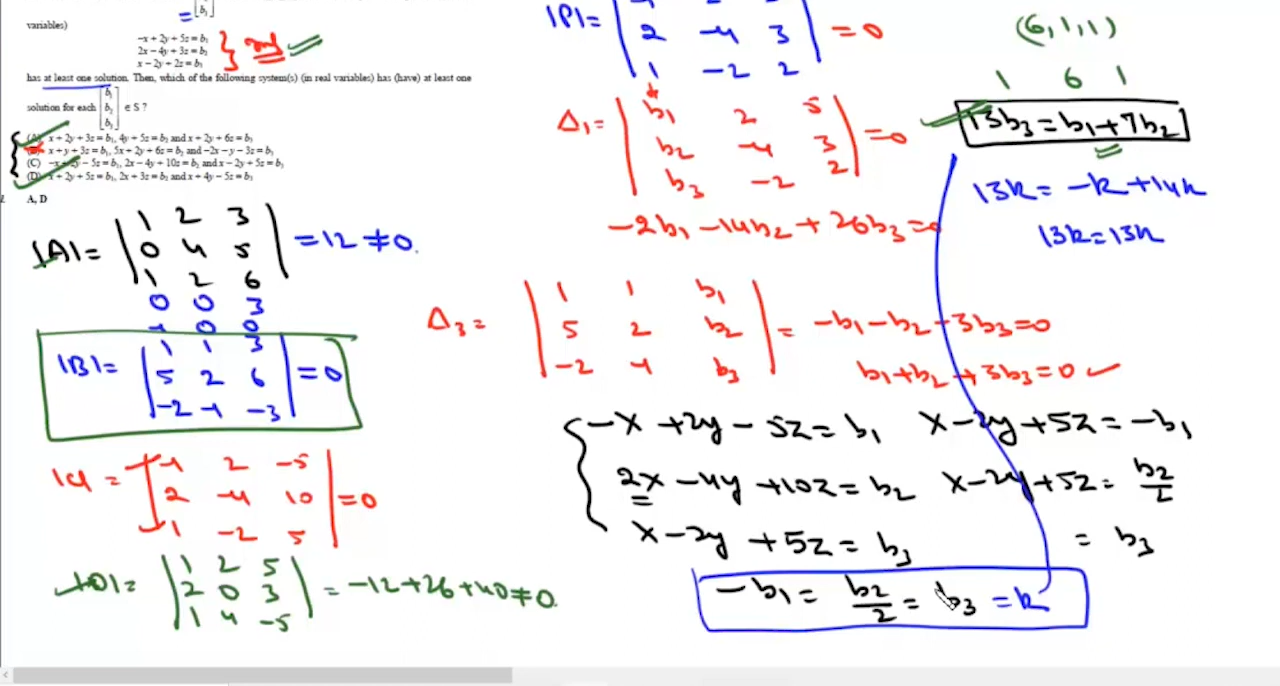 = [b₃]
variables)
-x + 2y + 5z = b₁
2x - 4y + 3z = b₂
x - 2y + 2z = b₃
has at least one solution. Then, which of the following system(s) (in real variables) has (have) at least one
solution for each [b₁ b₂ b₃] ∈ S ?
(A) x + 2y + 3z = b₁, 4y + 5z = b₂ and x + 2y + 6z = b₃
x + y + 3z = b₁, 5x + 2y + 6z = b₂ and -2x - y - 3z = b₃
(C) -x + 2y - 5z = b₁, 2x - 4y + 10z = b₂ and x - 2y + 5z = b₃
(D) x + 2y + 5z = b₁, 2x + 3z = b₂ and x + 4y - 5z = b₃
A, D
|A| = | 1 2 3 | = 12 ≠ 0.
0 4 5
1 2 6
0 0 3
0 0
|B| = | 1 1 3 | = 0
5 2 6
-2 -1 -3
|C| = | -1 2 -5 | = 0
2 -4 10
1 -2 5
|D| = | 1 2 5 | = -12 + 26 + 40 ≠ 0.
2 0 3
1 4 -5
|P| =
2 -4 3 = 0
1 -2 2
Δ₁ = | b₁ 2 5 | = 0
b₂ -4 3
b₃ -2 2
-2b₁ - 14b₂ + 26b₃ = 0
Δ₃ = | 1 1 b₁ | = -b₁ - b₂ - 3b₃ = 0
5 2 b₂
-2 -1 b₃
b₁ + b₂ + 3b₃ = 0 ✓
-x + 2y - 5z = b₁ x - 2y + 5z = -b₁
2x - 4y + 10z = b₂ x - 2y + 5z = b₂/2
x - 2y + 5z = b₃ = b₃
-b₁ = b₂/2 = b₃ = k
(6,1,1)
1 6 1
13b₃ = b₁ + 7b₂
13k = -k + 14k
13k = 13k